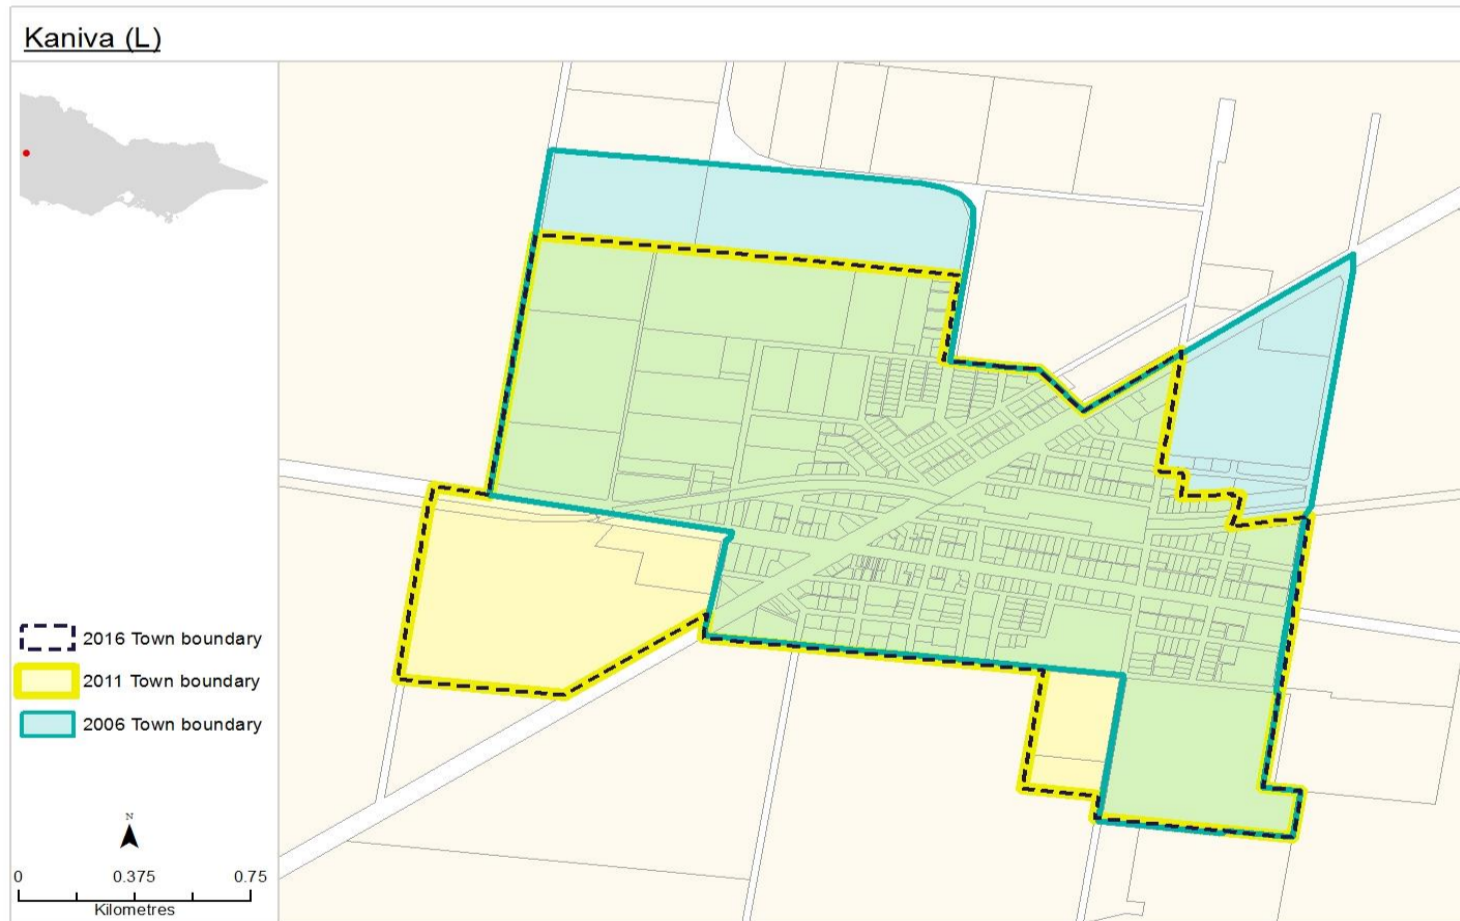 Kaniva (L)
2016 Town boundary
2011 Town boundary
2006 Town boundary
N
0 0.375 0.75
Kilometres